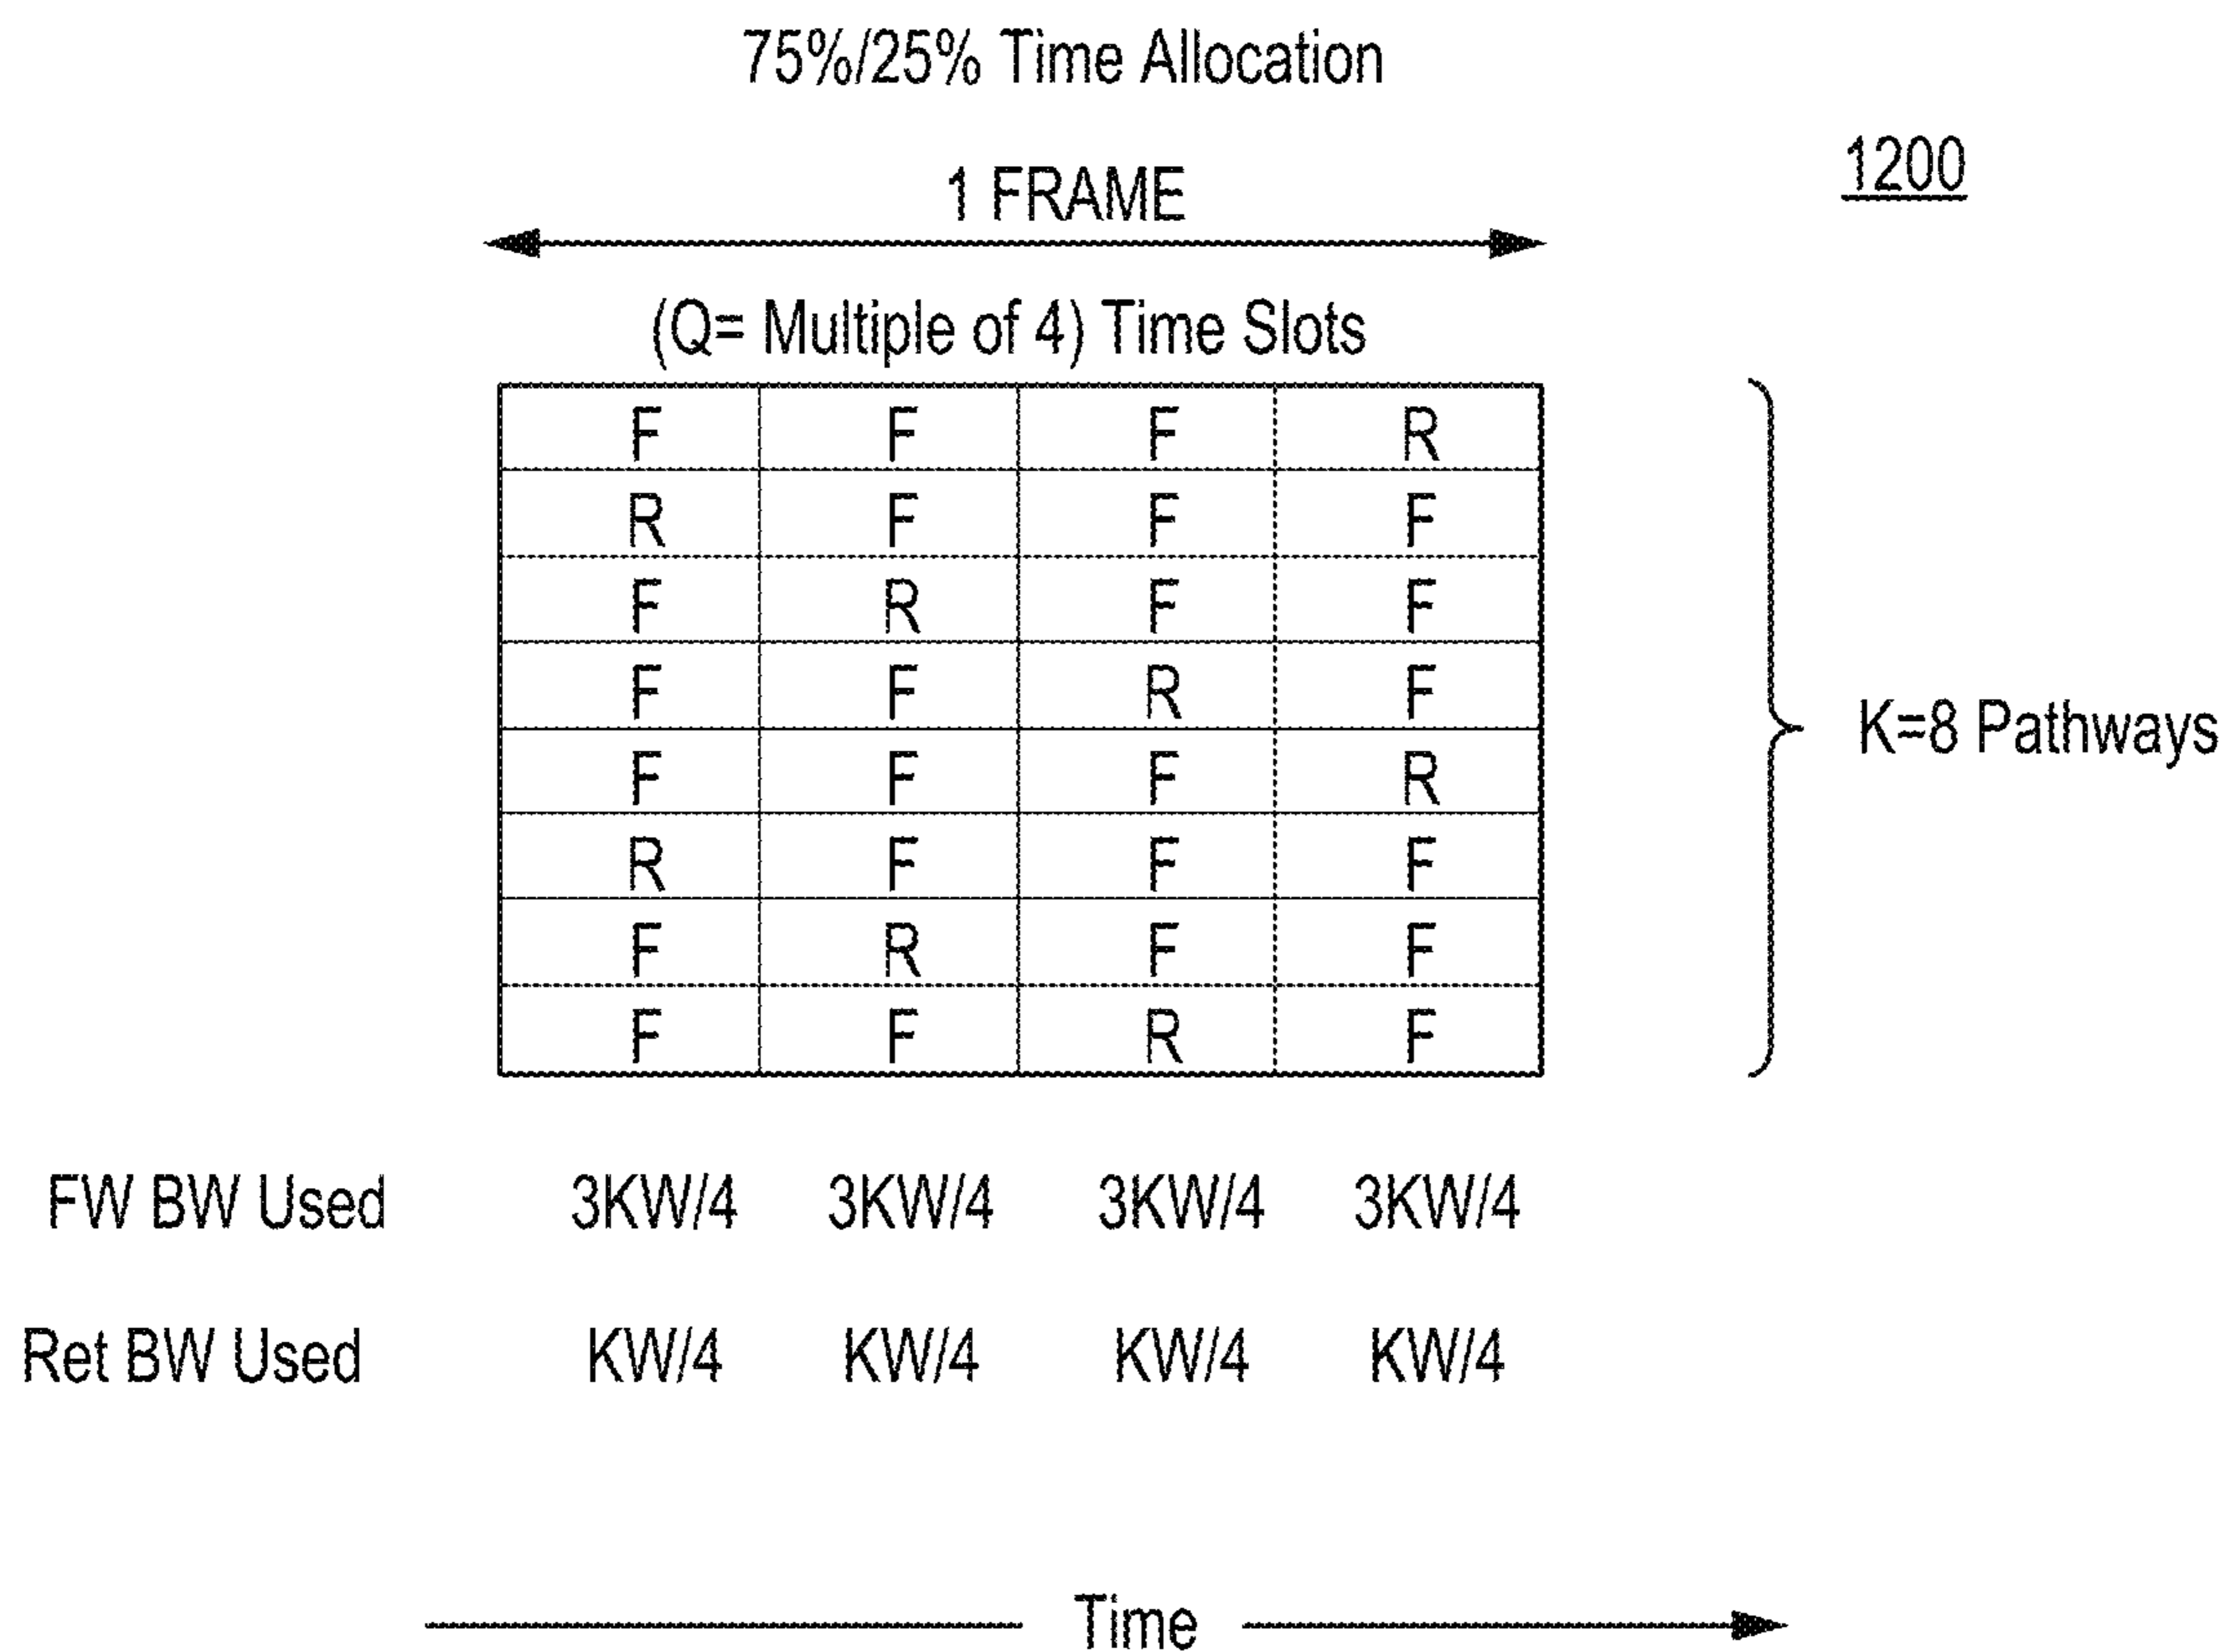 75%/25% Time Allocation
1200
1 FRAME
(Q= Multiple of 4) Time Slots
F F F R
R F F F
F R F F
F F R F
F F F R
R F F F
F R F F
F F R F
K=8 Pathways
FW BW Used 3KW/4 3KW/4 3KW/4 3KW/4
Ret BW Used KW/4 KW/4 KW/4 KW/4
Time